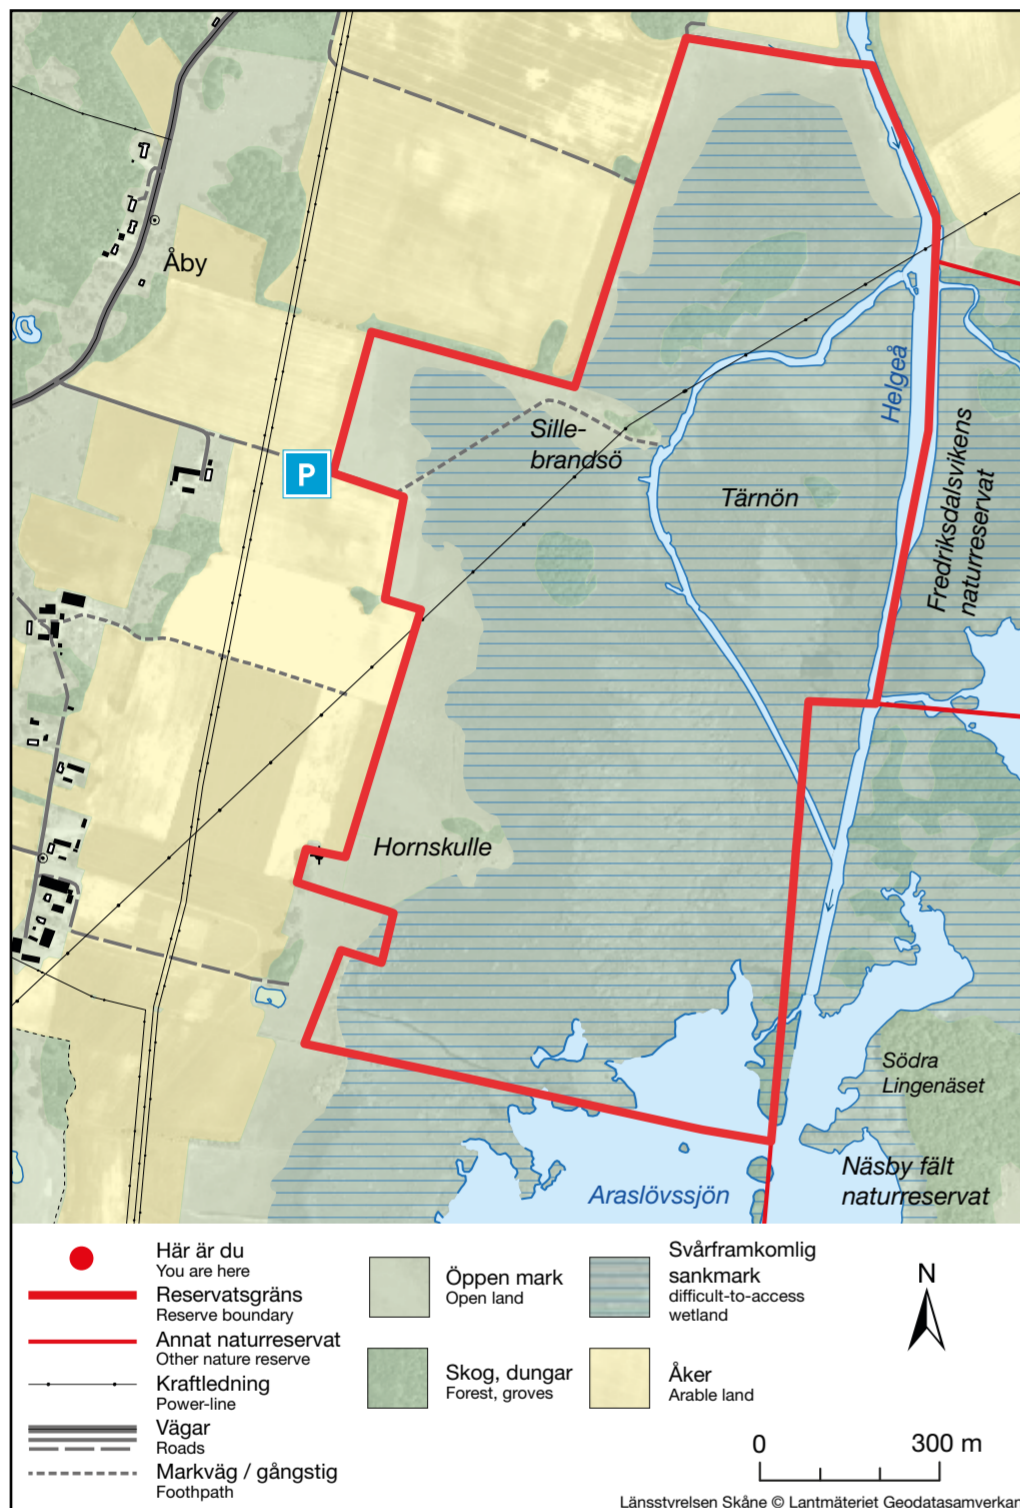 Åby
P
Sille-
brandsö
Tärnön
Helgeå
Fredriksdalsvikens
naturreservat
Hornskulle
Södra
Lingenäset
Näsby fält
naturreservat
Araslövssjön
Här är du
You are here
Reservatsgräns
Reserve boundary
Annat naturreservat
Other nature reserve
Kraftledning
Power-line
Vägar
Roads
Markväg / gångstig
Foothpath
Öppen mark
Open land
Skog, dungar
Forest, groves
Svårframkomlig
sankmark
difficult-to-access
wetland
Åker
Arable land
N
0 300 m
Länsstyrelsen Skåne © Lantmäteriet Geodatasamverkan